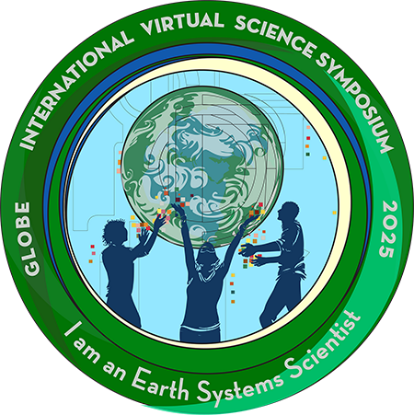 GLOBE INTERNATIONAL VIRTUAL SCIENCE SYMPOSIUM 2025
I am an Earth Systems Scientist